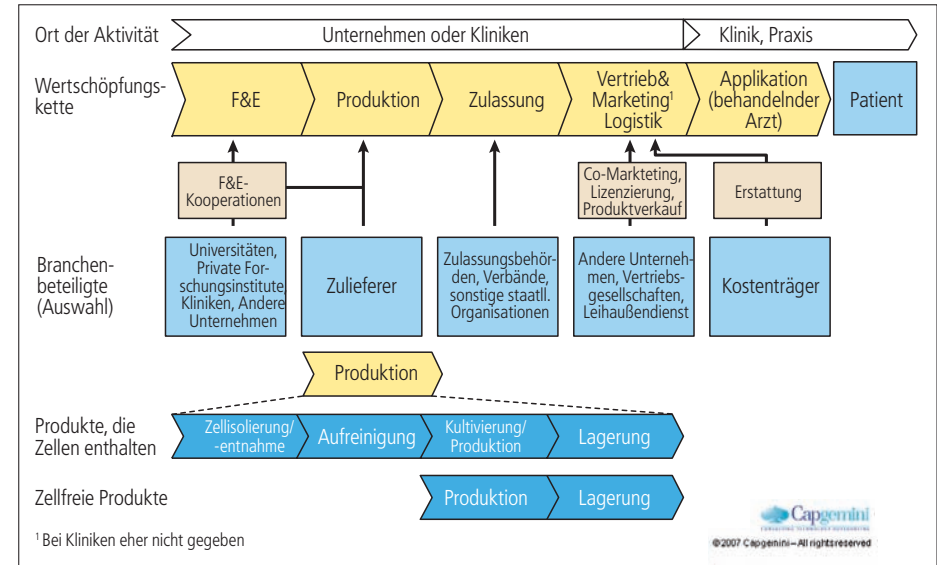 Ort der Aktivität
Unternehmen oder Kliniken
Klinik, Praxis
Wertschöpfungs-
kette
F&E
Produktion
Zulassung
Vertrieb&
Marketing¹
Logistik
Applikation
(behandelnder
Arzt)
Patient
F&E-
Kooperationen
Co-Markteting,
Lizenzierung,
Produktverkauf
Erstattung
Branchen-
beteiligte
(Auswahl)
Universitäten,
Private For-
schungsinstitute,
Kliniken, Andere
Unternehmen
Zulieferer
Zulassungsbehör-
den, Verbände,
sonstige staatl.
Organisationen
Andere Unterneh-
men, Vertriebs-
gesellschaften,
Leihaußendienst
Kostenträger
Produktion
Produkte, die
Zellen enthalten
Zellisolierung/
-entnahme
Aufreinigung
Kultivierung/
Produktion
Lagerung
Zellfreie Produkte
Produktion
Lagerung
¹ Bei Kliniken eher nicht gegeben
Capgemini
CONSULTING.TECHNOLOGY.OUTSOURCING
©2007 Capgemini – All rights reserved